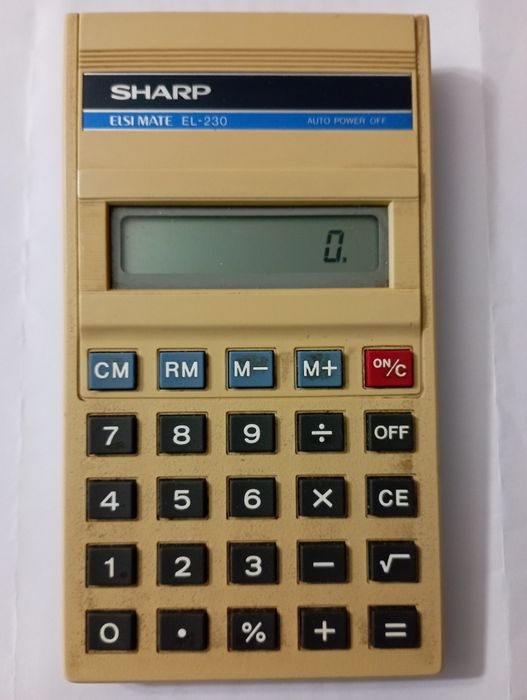 SHARP
ELSI MATE EL-230 AUTO POWER OFF
0.
CM RM M− M+ ON/C
7 8 9 ÷ OFF
4 5 6 × CE
1 2 3 − √
0 • % + =